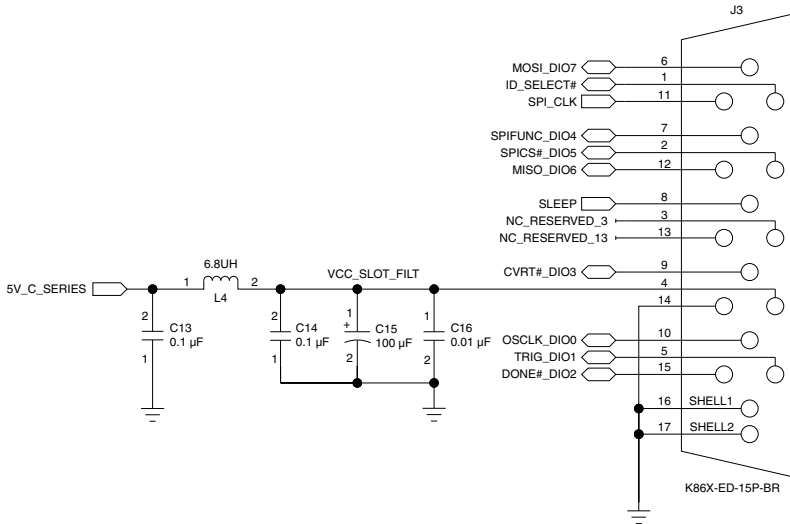 J3
MOSI_DIO7 6
ID_SELECT# 1
SPI_CLK 11
SPIFUNC_DIO4 7
SPICS#_DIO5 2
MISO_DIO6 12
SLEEP 8
NC_RESERVED_3 3
NC_RESERVED_13 13
CVRT#_DIO3 9
5V_C_SERIES 1 6.8UH L4 2 VCC_SLOT_FILT 4
14
2 C13 0.1 µF 1
2 C14 0.1 µF 1
1 + C15 100 µF 2
1 C16 0.01 µF 2
OSCLK_DIO0 10
TRIG_DIO1 5
DONE#_DIO2 15
16 SHELL1
17 SHELL2
K86X-ED-15P-BR